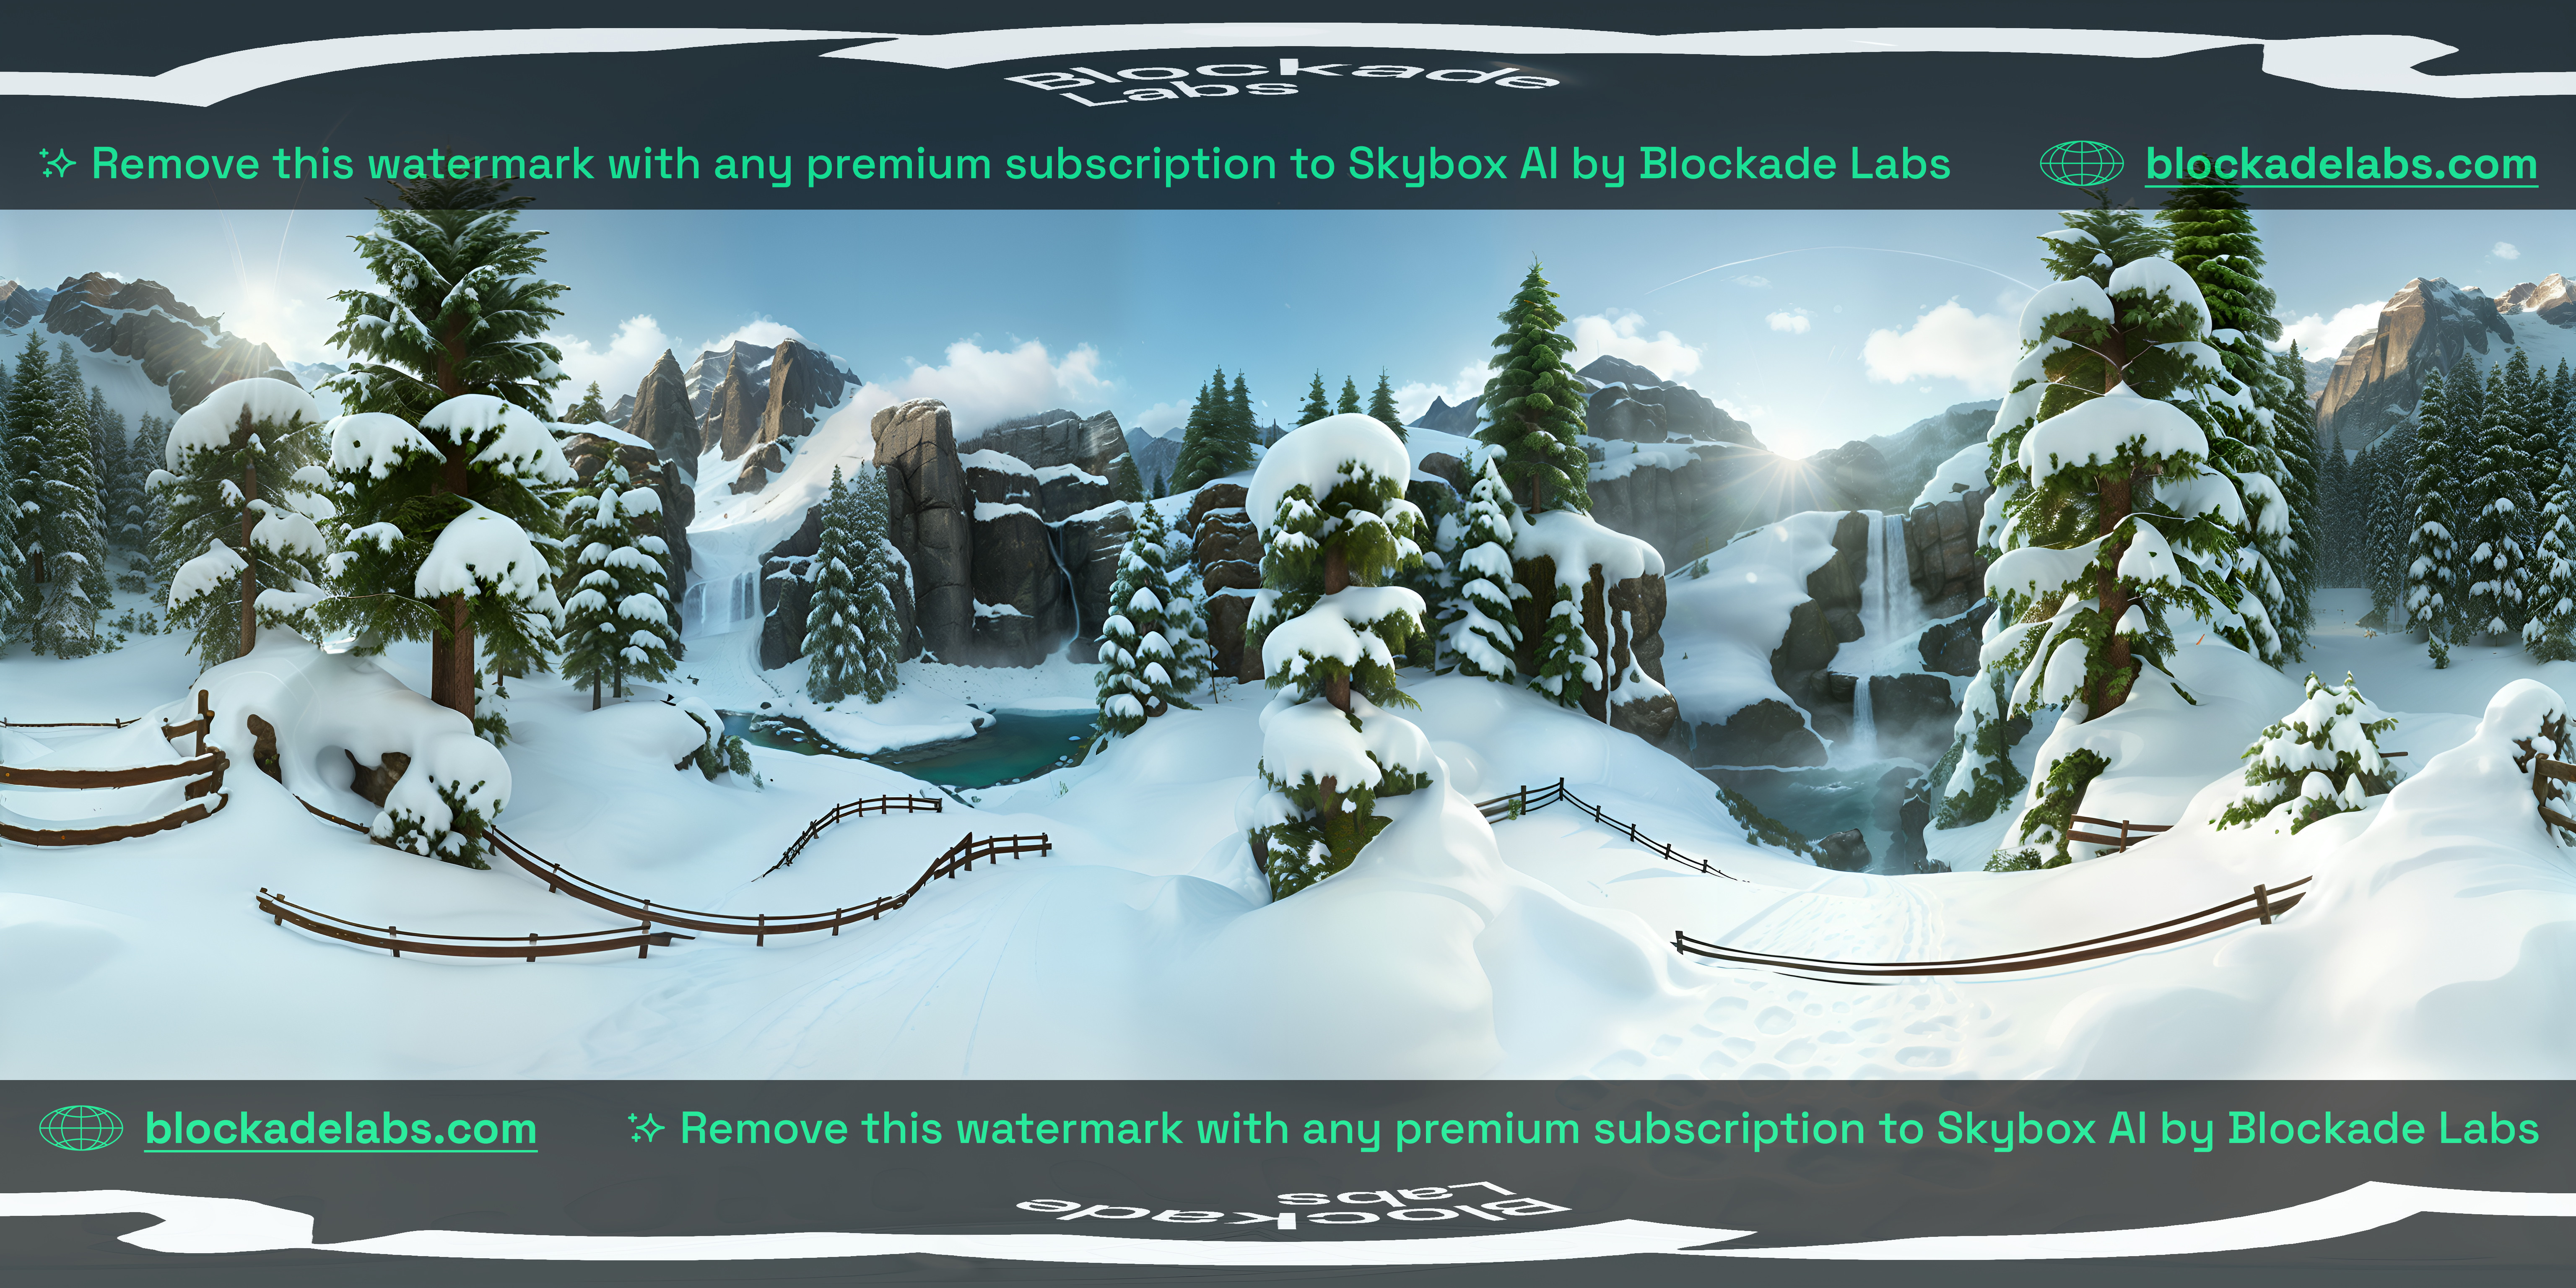 Blockade
Labs
Remove this watermark with any premium subscription to Skybox AI by Blockade Labs
blockadelabs.com
blockadelabs.com
Remove this watermark with any premium subscription to Skybox AI by Blockade Labs
Labs
Blockade